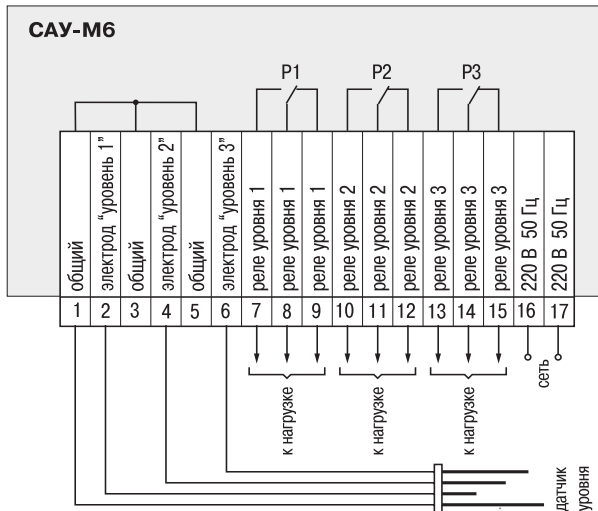 САУ-М6
P1
P2
P3
общий
электрод “уровень 1”
общий
электрод “уровень 2”
общий
электрод “уровень 3”
реле уровня 1
реле уровня 1
реле уровня 1
реле уровня 2
реле уровня 2
реле уровня 2
реле уровня 3
реле уровня 3
реле уровня 3
220 В 50 Гц
220 В 50 Гц
1 2 3 4 5 6 7 8 9 10 11 12 13 14 15 16 17
к нагрузке
к нагрузке
к нагрузке
сеть
датчик
уровня